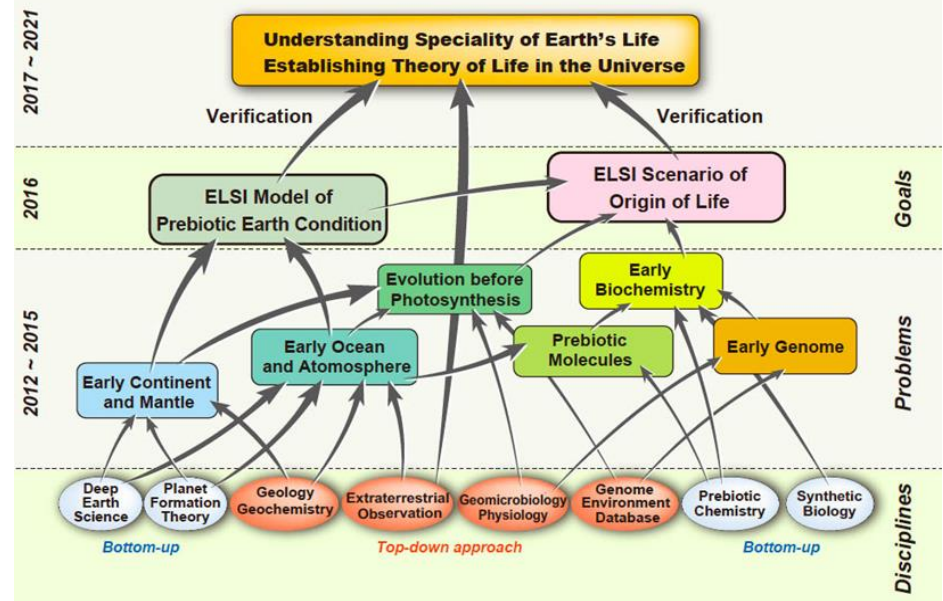 Understanding Speciality of Earth's Life
Establishing Theory of Life in the Universe
2017 ~ 2021
Verification
Verification
ELSI Model of
Prebiotic Earth Condition
ELSI Scenario of
Origin of Life
2016
Goals
Evolution before
Photosynthesis
Early
Biochemistry
Early Ocean
and Atomosphere
Prebiotic
Molecules
Early Genome
Early Continent
and Mantle
2012 ~ 2015
Problems
Deep
Earth
Science
Planet
Formation
Theory
Geology
Geochemistry
Extraterrestrial
Observation
Geomicrobiology
Physiology
Genome
Environment
Database
Prebiotic
Chemistry
Synthetic
Biology
Bottom-up
Top-down approach
Bottom-up
Disciplines